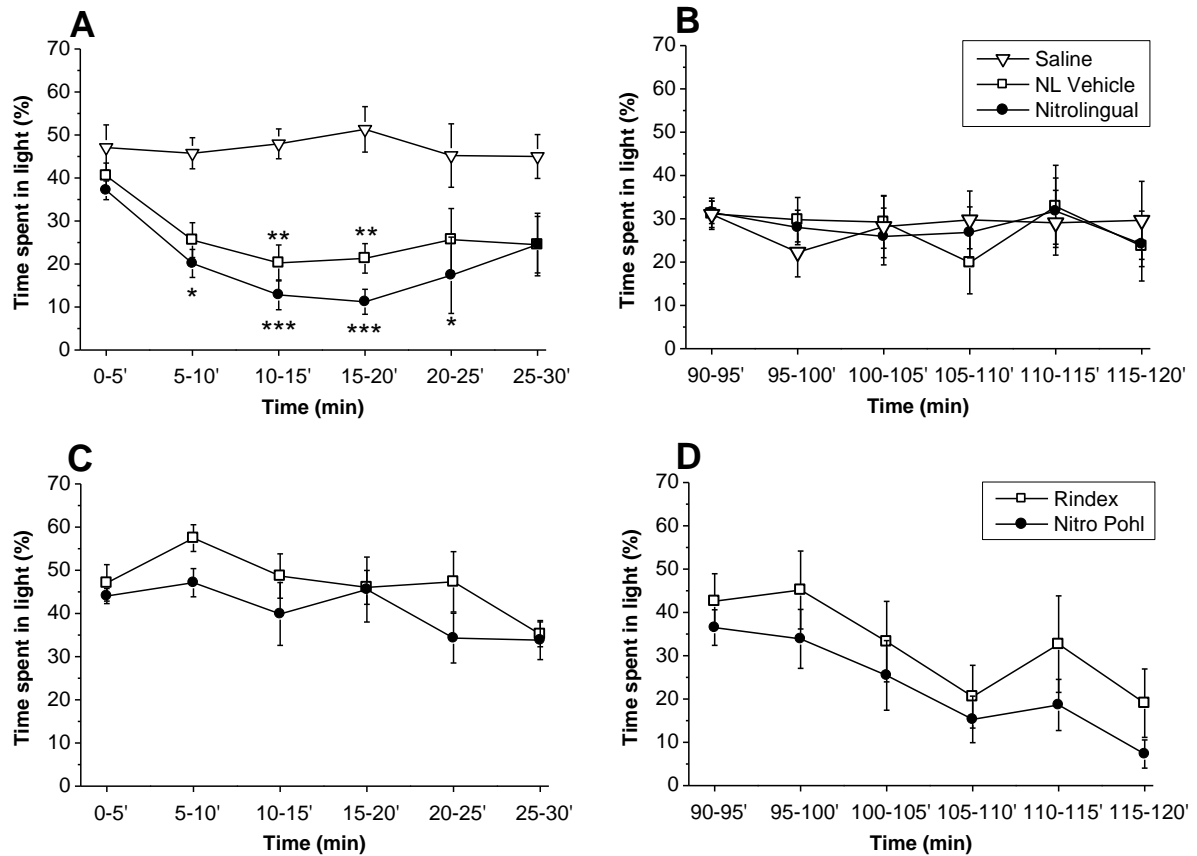 A
Time spent in light (%)
70
60
50
40
30
20
10
0
** **
* *** *** *
0-5' 5-10' 10-15' 15-20' 20-25' 25-30'
Time (min)
B
Time spent in light (%)
70
60
50
40
30
20
10
0
Saline
NL Vehicle
Nitrolingual
90-95' 95-100' 100-105' 105-110' 110-115' 115-120'
Time (min)
C
Time spent in light (%)
70
60
50
40
30
20
10
0
0-5' 5-10' 10-15' 15-20' 20-25' 25-30'
Time (min)
D
Time spent in light (%)
70
60
50
40
30
20
10
0
Rindex
Nitro Pohl
90-95' 95-100' 100-105' 105-110' 110-115' 115-120'
Time (min)